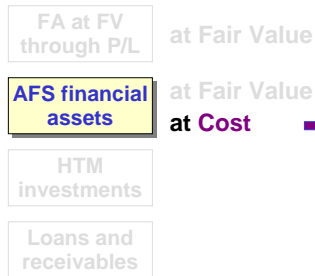 FA at FV
through P/L
at Fair Value
AFS financial
assets
at Fair Value
at Cost
HTM
investments
Loans and
receivables